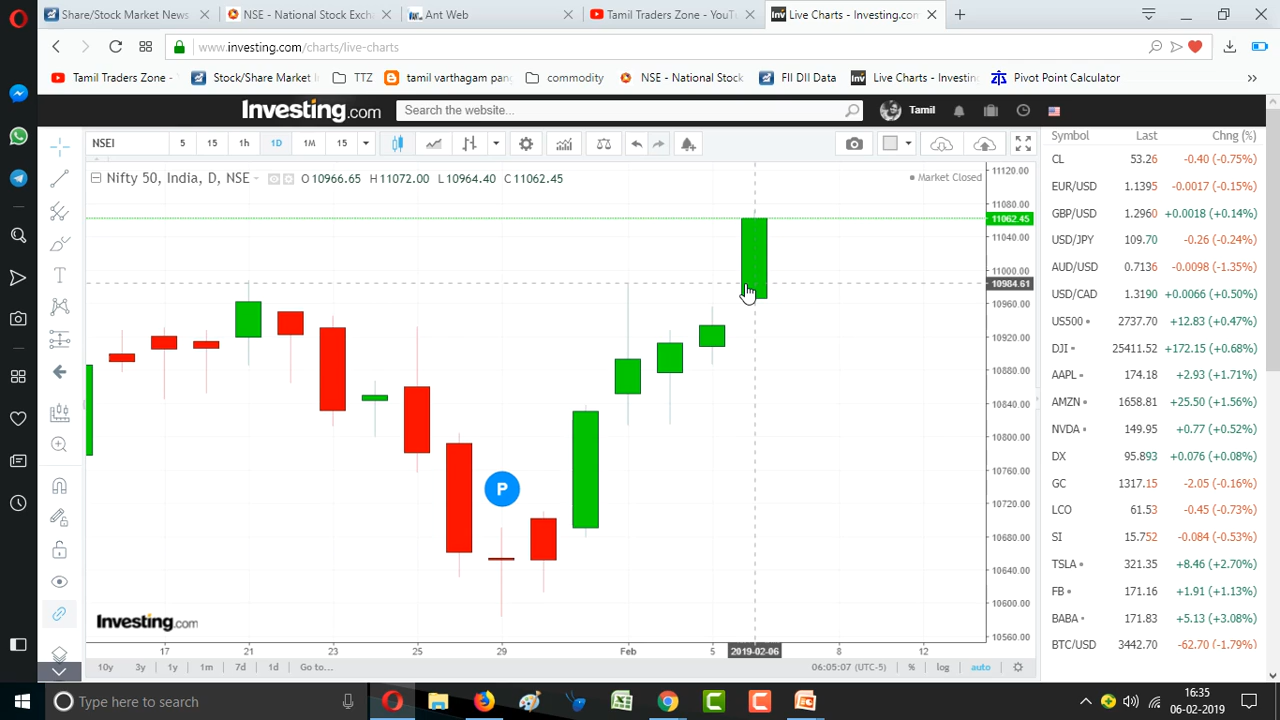 Share/Stock Market News
NSE - National Stock Exch
Ant Web
Tamil Traders Zone - YouT
Live Charts - Investing.com
www.investing.com/charts/live-charts
Tamil Traders Zone -
Stock/Share Market I
TTZ
tamil varthagam pan
commodity
NSE - National Stock
FII DII Data
Live Charts - Investin
Pivot Point Calculator
Investing.com
Search the website...
Tamil
NSEI
5
15
1h
1D
1M
15
Nifty 50, India, D, NSE
O 10966.65 H 11072.00 L 10964.40 C 11062.45
Market Closed
11120.00
11080.00
11062.45
11040.00
11000.00
10984.61
10960.00
10920.00
10880.00
10840.00
10800.00
10760.00
10720.00
10680.00
10640.00
10600.00
10560.00
P
Investing.com
17 21 23 25 29 Feb 5 2019-02-06 8 12
10y 3y 1y 1m 7d 1d Go to...
06:05:07 (UTC-5) % log auto
Symbol Last Chng (%)
CL 53.26 -0.40 (-0.75%)
EUR/USD 1.1395 -0.0017 (-0.15%)
GBP/USD 1.2960 +0.0018 (+0.14%)
USD/JPY 109.70 -0.26 (-0.24%)
AUD/USD 0.7136 -0.0098 (-1.35%)
USD/CAD 1.3190 +0.0066 (+0.50%)
US500 2737.70 +12.83 (+0.47%)
DJI 25411.52 +172.15 (+0.68%)
AAPL 174.18 +2.93 (+1.71%)
AMZN 1658.81 +25.50 (+1.56%)
NVDA 149.95 +0.77 (+0.52%)
DX 95.893 +0.076 (+0.08%)
GC 1317.15 -2.05 (-0.16%)
LCO 61.53 -0.45 (-0.73%)
SI 15.752 -0.084 (-0.53%)
TSLA 321.35 +8.46 (+2.70%)
FB 171.16 +1.91 (+1.13%)
BABA 171.83 +5.13 (+3.08%)
BTC/USD 3442.70 -62.70 (-1.79%)
Type here to search
16:35
06-02-2019